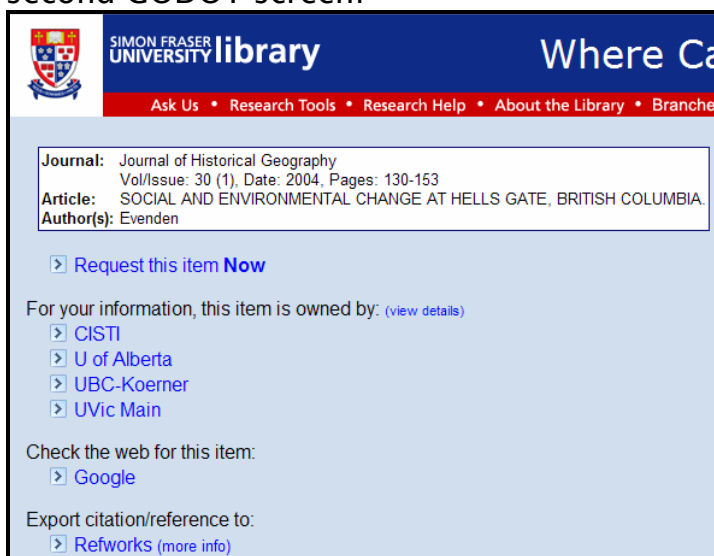 second GODOT screen.
SIMON FRASER
UNIVERSITY library
Where Ca
Ask Us • Research Tools • Research Help • About the Library • Branche
Journal: Journal of Historical Geography
Vol/Issue: 30 (1), Date: 2004, Pages: 130-153
Article: SOCIAL AND ENVIRONMENTAL CHANGE AT HELLS GATE, BRITISH COLUMBIA.
Author(s): Evenden
Request this item Now
For your information, this item is owned by: (view details)
CISTI
U of Alberta
UBC-Koerner
UVic Main
Check the web for this item:
Google
Export citation/reference to:
Refworks (more info)